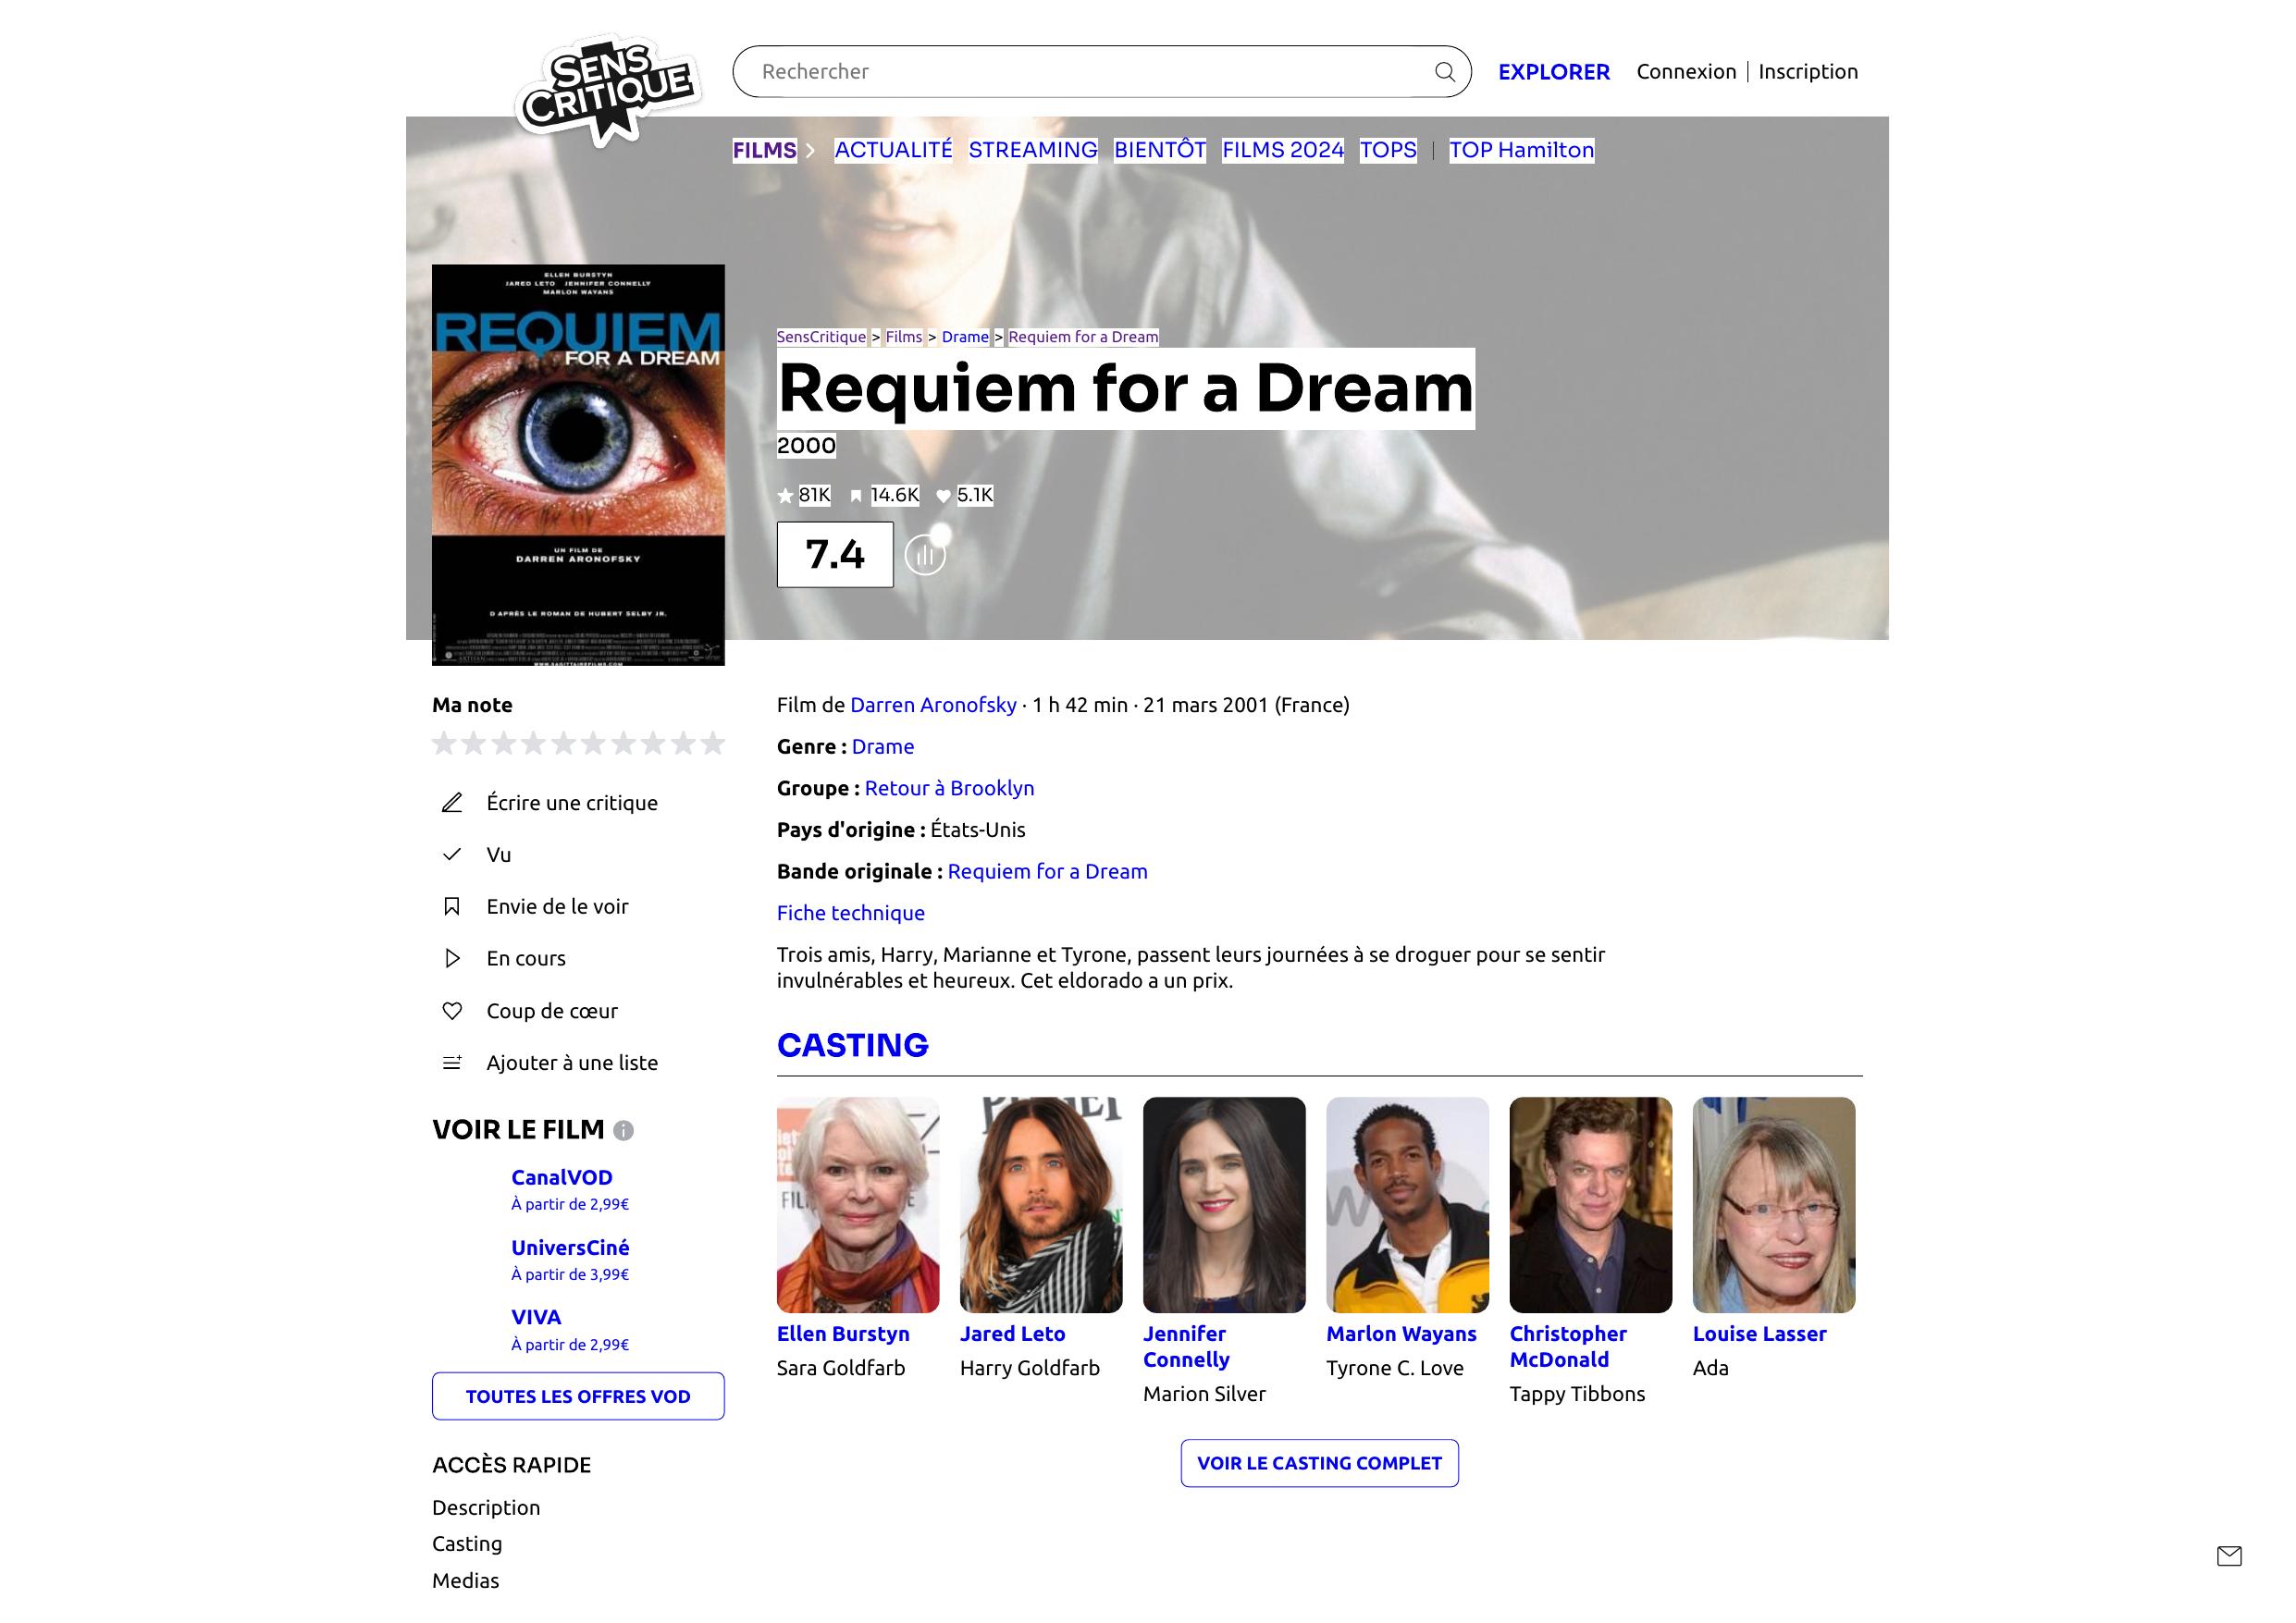 SENS
CRITIQUE
Rechercher
EXPLORER
Connexion | Inscription
FILMS
ACTUALITÉ STREAMING BIENTÔT FILMS 2024 TOPS | TOP Hamilton
ELLEN BURSTYN
JARED LETO JENNIFER CONNELLY
MARLON WAYANS
REQUIEM
FOR A DREAM
UN FILM DE
DARREN ARONOFSKY
D'APRÈS LE ROMAN DE HUBERT SELBY JR.
WWW.SAGITTAIREFILMS.COM
SensCritique > Films > Drame > Requiem for a Dream
Requiem for a Dream
2000
81K 14.6K 5.1K
7.4
Ma note
Écrire une critique
Vu
Envie de le voir
En cours
Coup de cœur
Ajouter à une liste
VOIR LE FILM
CanalVOD
À partir de 2,99€
UniversCiné
À partir de 3,99€
VIVA
À partir de 2,99€
TOUTES LES OFFRES VOD
ACCÈS RAPIDE
Description
Casting
Medias
Film de Darren Aronofsky · 1 h 42 min · 21 mars 2001 (France)
Genre : Drame
Groupe : Retour à Brooklyn
Pays d'origine : États-Unis
Bande originale : Requiem for a Dream
Fiche technique
Trois amis, Harry, Marianne et Tyrone, passent leurs journées à se droguer pour se sentir
invulnérables et heureux. Cet eldorado a un prix.
CASTING
Ellen Burstyn
Sara Goldfarb
Jared Leto
Harry Goldfarb
Jennifer
Connelly
Marion Silver
Marlon Wayans
Tyrone C. Love
Christopher
McDonald
Tappy Tibbons
Louise Lasser
Ada
VOIR LE CASTING COMPLET